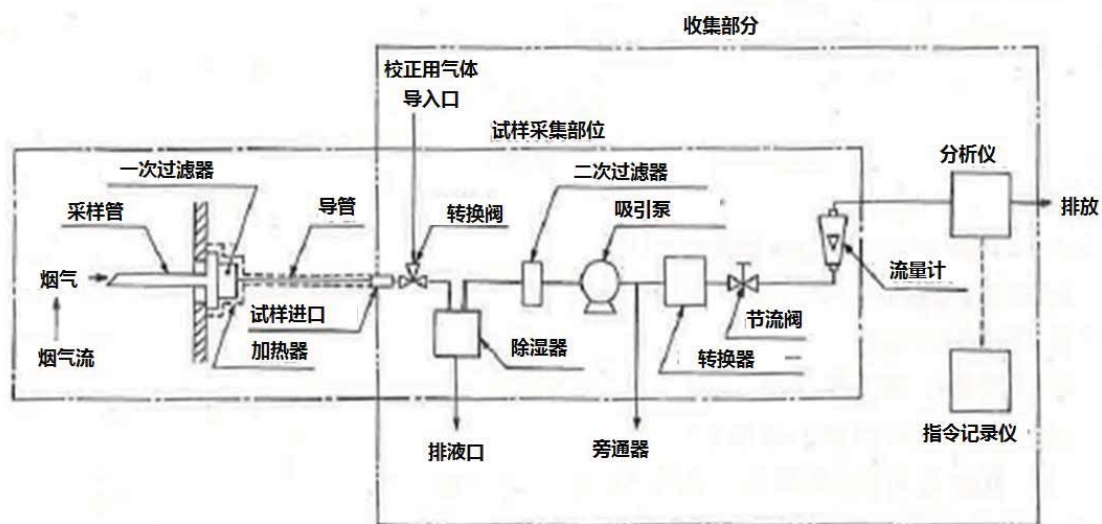 收集部分
校正用气体
导入口
试样采集部位
一次过滤器
二次过滤器
分析仪
采样管
导管
转换阀
吸引泵
排放
烟气
流量计
试样进口
节流阀
烟气流
加热器
除湿器
转换器
排液口
旁通器
指令记录仪